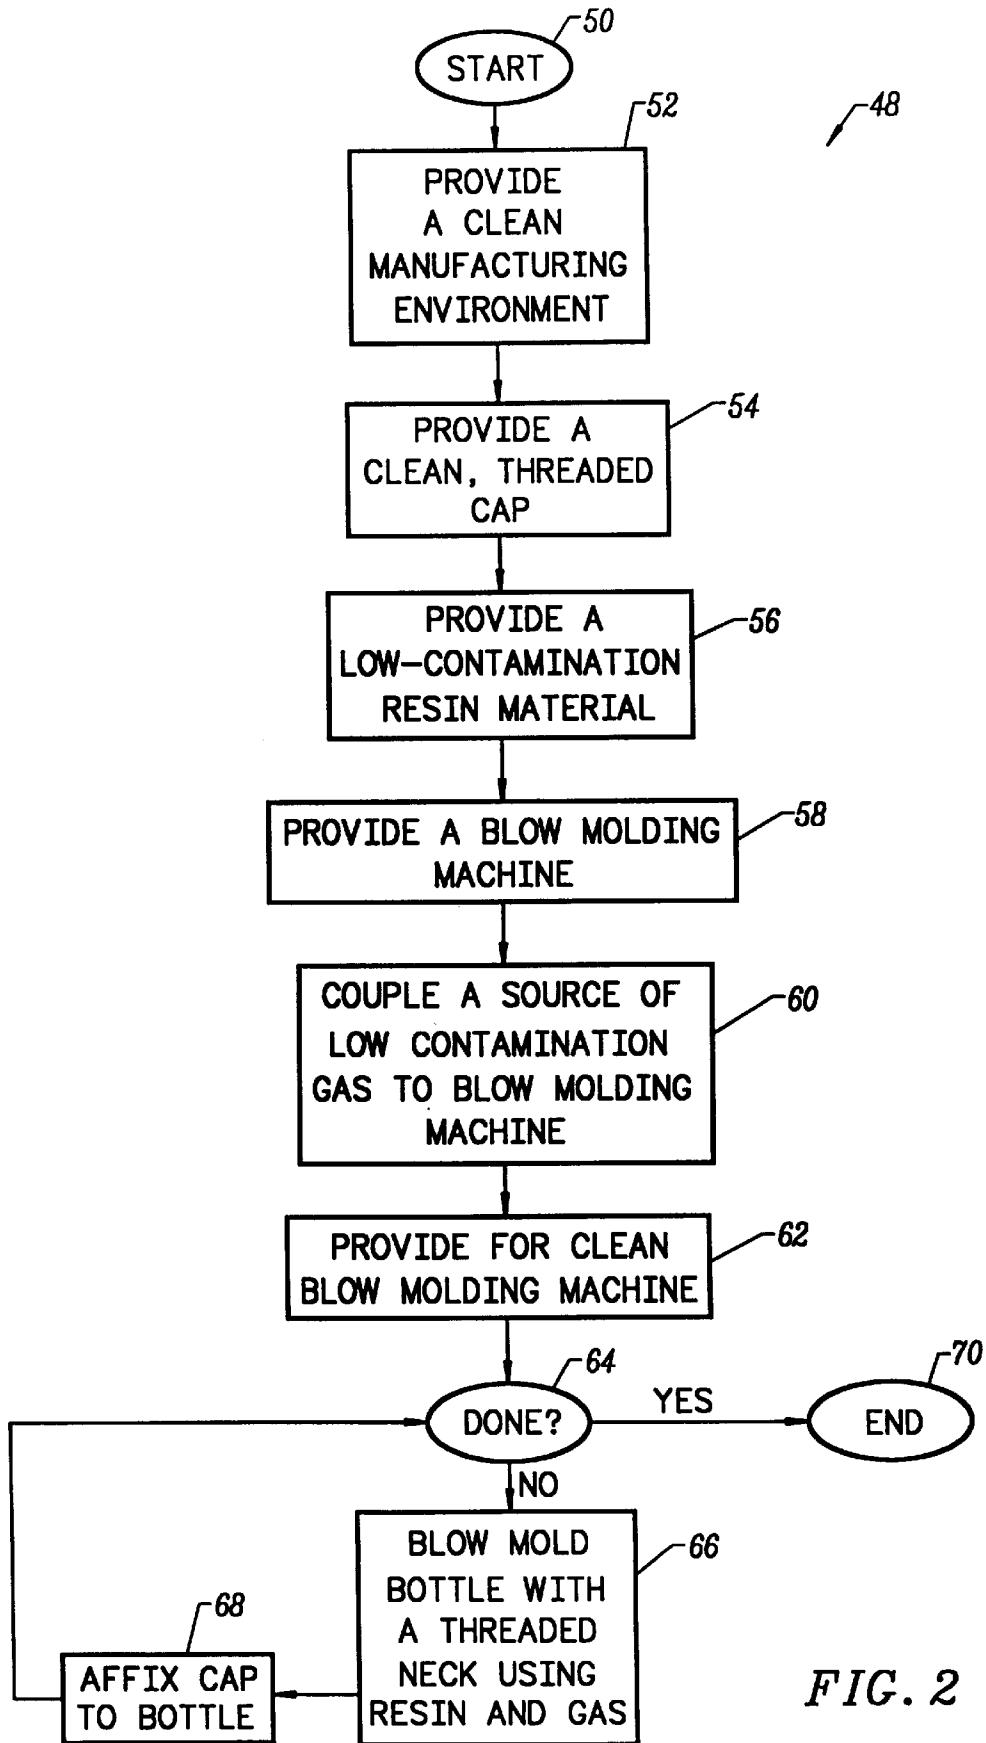 50
START
48
52
PROVIDE
A CLEAN
MANUFACTURING
ENVIRONMENT
54
PROVIDE A
CLEAN, THREADED
CAP
56
PROVIDE A
LOW-CONTAMINATION
RESIN MATERIAL
58
PROVIDE A BLOW MOLDING
MACHINE
60
COUPLE A SOURCE OF
LOW CONTAMINATION
GAS TO BLOW MOLDING
MACHINE
62
PROVIDE FOR CLEAN
BLOW MOLDING MACHINE
64
DONE?
YES
70
END
NO
66
BLOW MOLD
BOTTLE WITH
A THREADED
NECK USING
RESIN AND GAS
68
AFFIX CAP
TO BOTTLE
FIG. 2